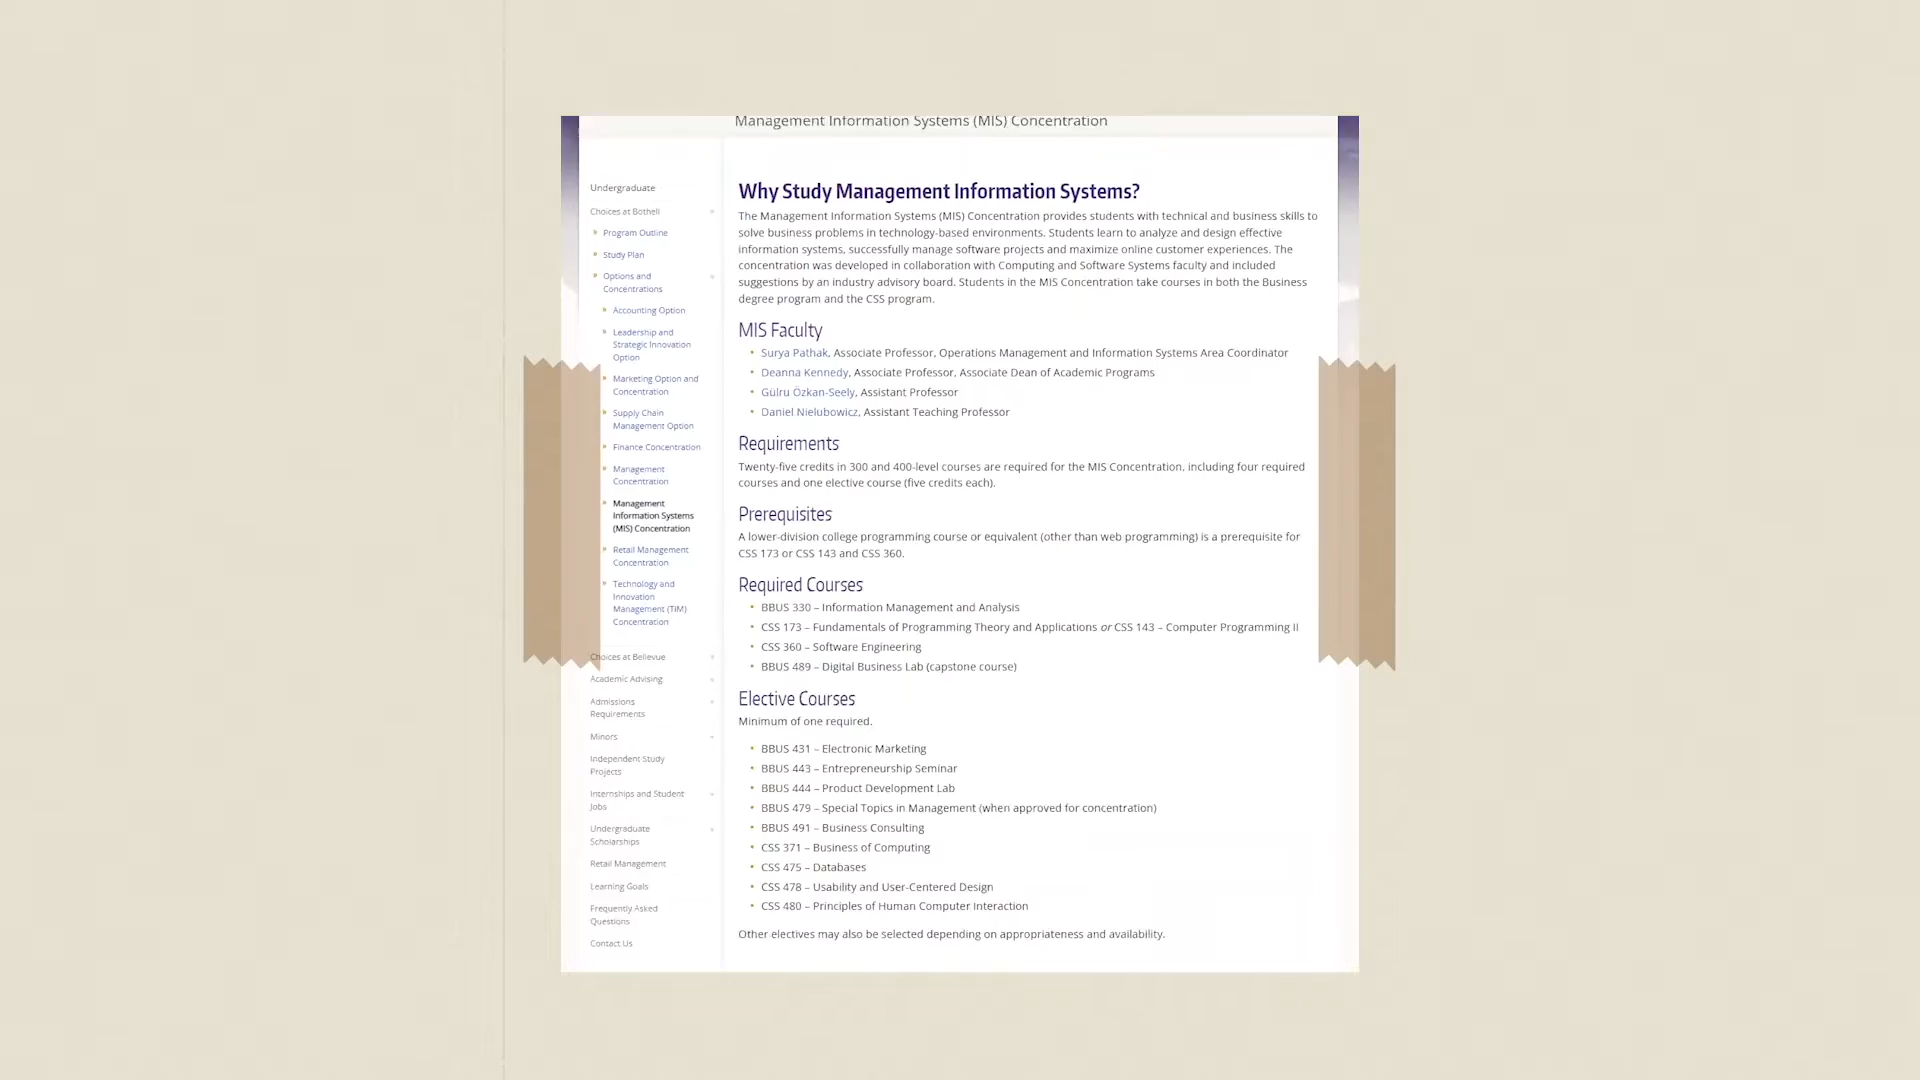 Management Information Systems (MIS) Concentration
Undergraduate
Choices at Bothell
Program Outline
Study Plan
Options and
Concentrations
Accounting Option
Leadership and
Strategic Innovation
Option
Marketing Option and
Concentration
Supply Chain
Management Option
Finance Concentration
Management
Concentration
Management
Information Systems
(MIS) Concentration
Retail Management
Concentration
Technology and
Innovation
Management (TIM)
Concentration
Choices at Bellevue
Academic Advising
Admissions
Requirements
Minors
Independent Study
Projects
Internships and Student
Jobs
Undergraduate
Scholarships
Retail Management
Learning Goals
Frequently Asked
Questions
Contact Us
Why Study Management Information Systems?
The Management Information Systems (MIS) Concentration provides students with technical and business skills to
solve business problems in technology-based environments. Students learn to analyze and design effective
information systems, successfully manage software projects and maximize online customer experiences. The
concentration was developed in collaboration with Computing and Software Systems faculty and included
suggestions by an industry advisory board. Students in the MIS Concentration take courses in both the Business
degree program and the CSS program.
MIS Faculty
• Surya Pathak, Associate Professor, Operations Management and Information Systems Area Coordinator
• Deanna Kennedy, Associate Professor, Associate Dean of Academic Programs
• Gülru Özkan-Seely, Assistant Professor
• Daniel Nielubowicz, Assistant Teaching Professor
Requirements
Twenty-five credits in 300 and 400-level courses are required for the MIS Concentration, including four required
courses and one elective course (five credits each).
Prerequisites
A lower-division college programming course or equivalent (other than web programming) is a prerequisite for
CSS 173 or CSS 143 and CSS 360.
Required Courses
• BBUS 330 – Information Management and Analysis
• CSS 173 – Fundamentals of Programming Theory and Applications or CSS 143 – Computer Programming II
• CSS 360 – Software Engineering
• BBUS 489 – Digital Business Lab (capstone course)
Elective Courses
Minimum of one required.
• BBUS 431 – Electronic Marketing
• BBUS 443 – Entrepreneurship Seminar
• BBUS 444 – Product Development Lab
• BBUS 479 – Special Topics in Management (when approved for concentration)
• BBUS 491 – Business Consulting
• CSS 371 – Business of Computing
• CSS 475 – Databases
• CSS 478 – Usability and User-Centered Design
• CSS 480 – Principles of Human Computer Interaction
Other electives may also be selected depending on appropriateness and availability.